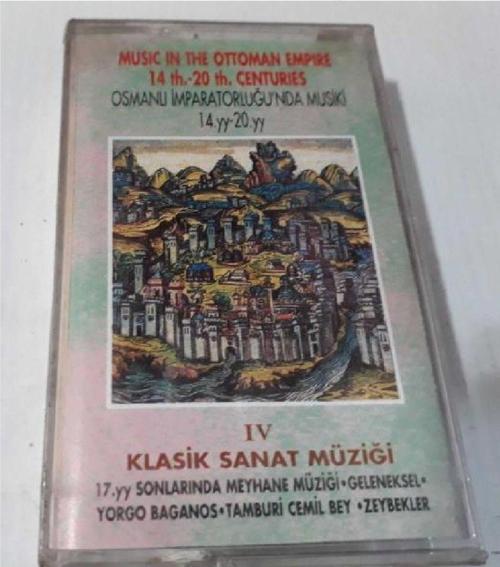 MUSIC IN THE OTTOMAN EMPIRE
14 th.-20 th. CENTURIES
OSMANLI İMPARATORLUĞU'NDA MUSİKİ
14.yy-20.yy
IV
KLASİK SANAT MÜZİĞİ
17.yy SONLARINDA MEYHANE MÜZİĞİ•GELENEKSEL•
YORGO BAGANOS•TAMBURİ CEMİL BEY •ZEYBEKLER